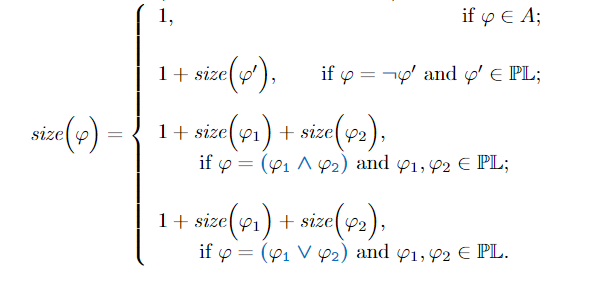 1, if φ ∈ A;
1 + size(φ′), if φ = ¬φ′ and φ′ ∈ ℙ𝕃;
size(φ) = { 1 + size(φ₁) + size(φ₂),
if φ = (φ₁ ∧ φ₂) and φ₁, φ₂ ∈ ℙ𝕃;
1 + size(φ₁) + size(φ₂),
if φ = (φ₁ ∨ φ₂) and φ₁, φ₂ ∈ ℙ𝕃.